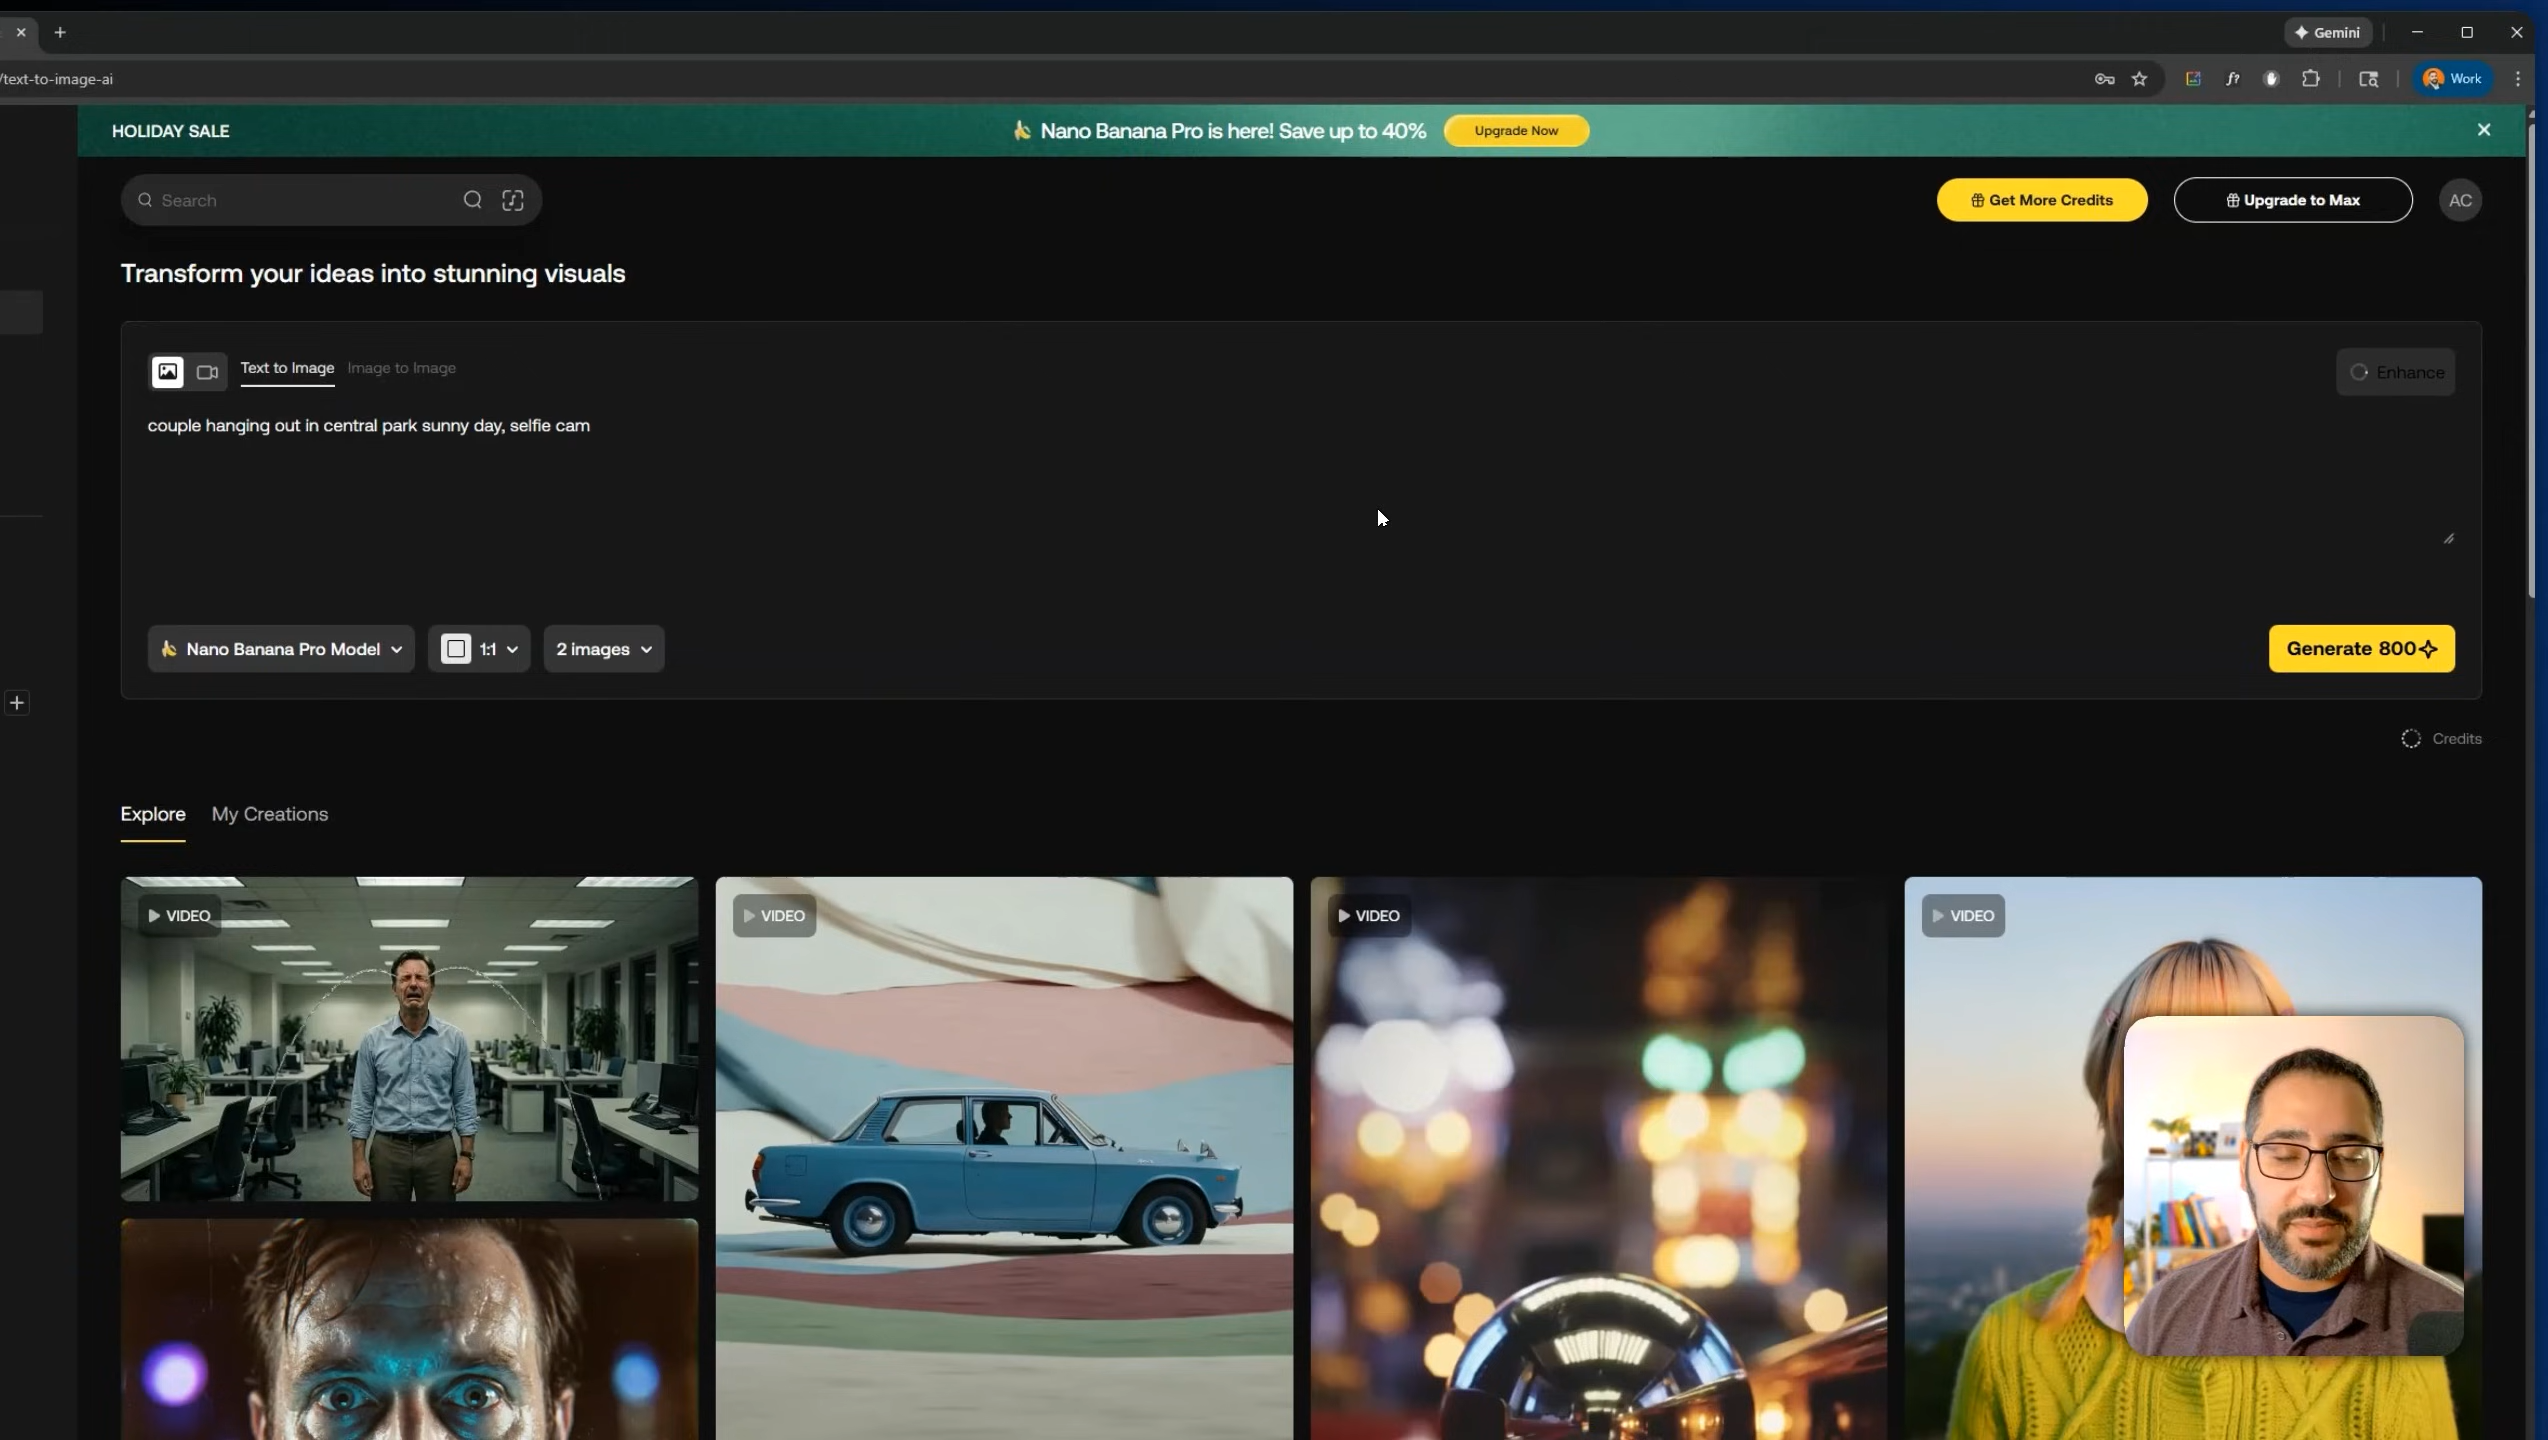 Gemini
/text-to-image-ai
Work
HOLIDAY SALE
Nano Banana Pro is here! Save up to 40%
Upgrade Now
Search
Get More Credits
Upgrade to Max
AC
Transform your ideas into stunning visuals
Text to Image
Image to Image
Enhance
couple hanging out in central park sunny day, selfie cam
Nano Banana Pro Model
1:1
2 images
Generate 800
Credits
Explore
My Creations
VIDEO
VIDEO
VIDEO
VIDEO